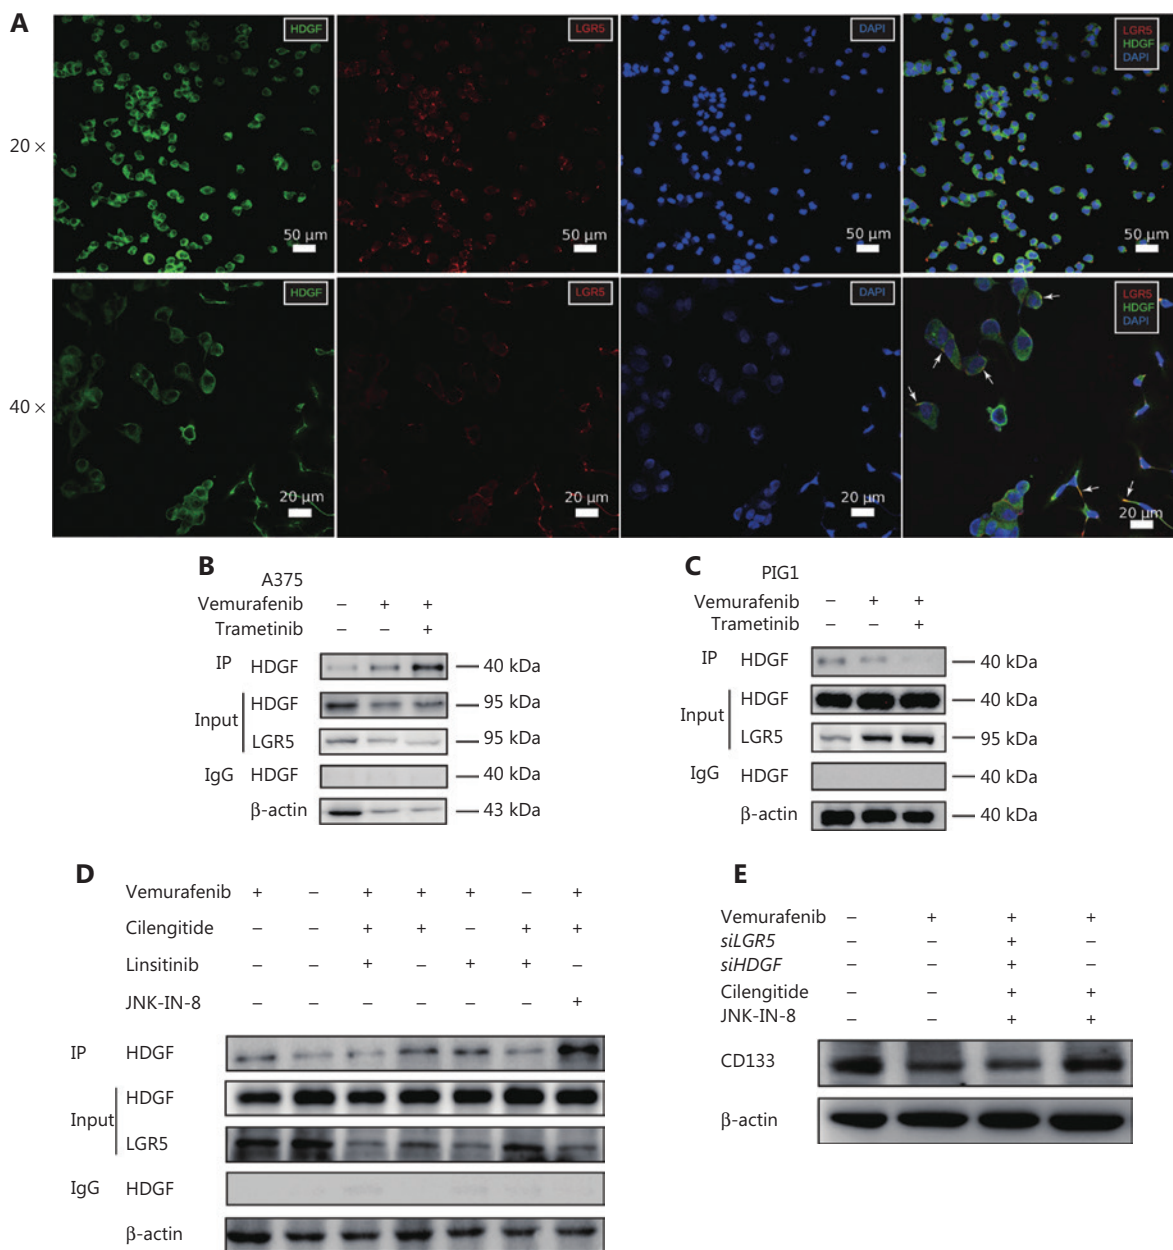 A
HDGF
LGR5
DAPI
LGR5
HDGF
DAPI
20 ×
50 μm
50 μm
50 μm
50 μm
HDGF
LGR5
DAPI
LGR5
HDGF
DAPI
40 ×
20 μm
20 μm
20 μm
20 μm
B
A375
Vemurafenib − + +
Trametinib − − +
IP HDGF 40 kDa
Input
HDGF 95 kDa
LGR5 95 kDa
IgG HDGF 40 kDa
β-actin 43 kDa
C
PIG1
Vemurafenib − + +
Trametinib − − +
IP HDGF 40 kDa
Input
HDGF 40 kDa
LGR5 95 kDa
IgG HDGF 40 kDa
β-actin 40 kDa
D
Vemurafenib + − + + + − +
Cilengitide − − + + − + +
Linsitinib − − + − + + −
JNK-IN-8 − − − − − − +
IP HDGF
Input
HDGF
LGR5
IgG HDGF
β-actin
E
Vemurafenib − + + +
siLGR5 − − + −
siHDGF − − + −
Cilengitide − − + +
JNK-IN-8 − − + +
CD133
β-actin